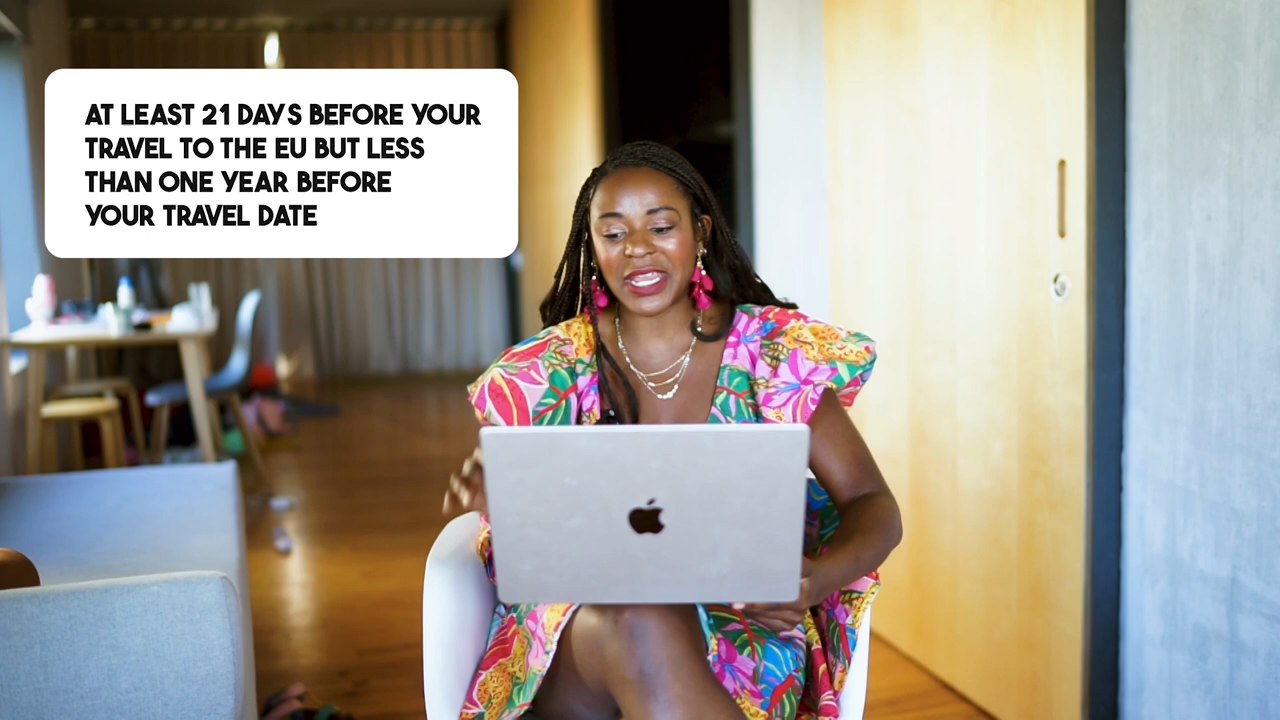 AT LEAST 21 DAYS BEFORE YOUR
TRAVEL TO THE EU BUT LESS
THAN ONE YEAR BEFORE
YOUR TRAVEL DATE